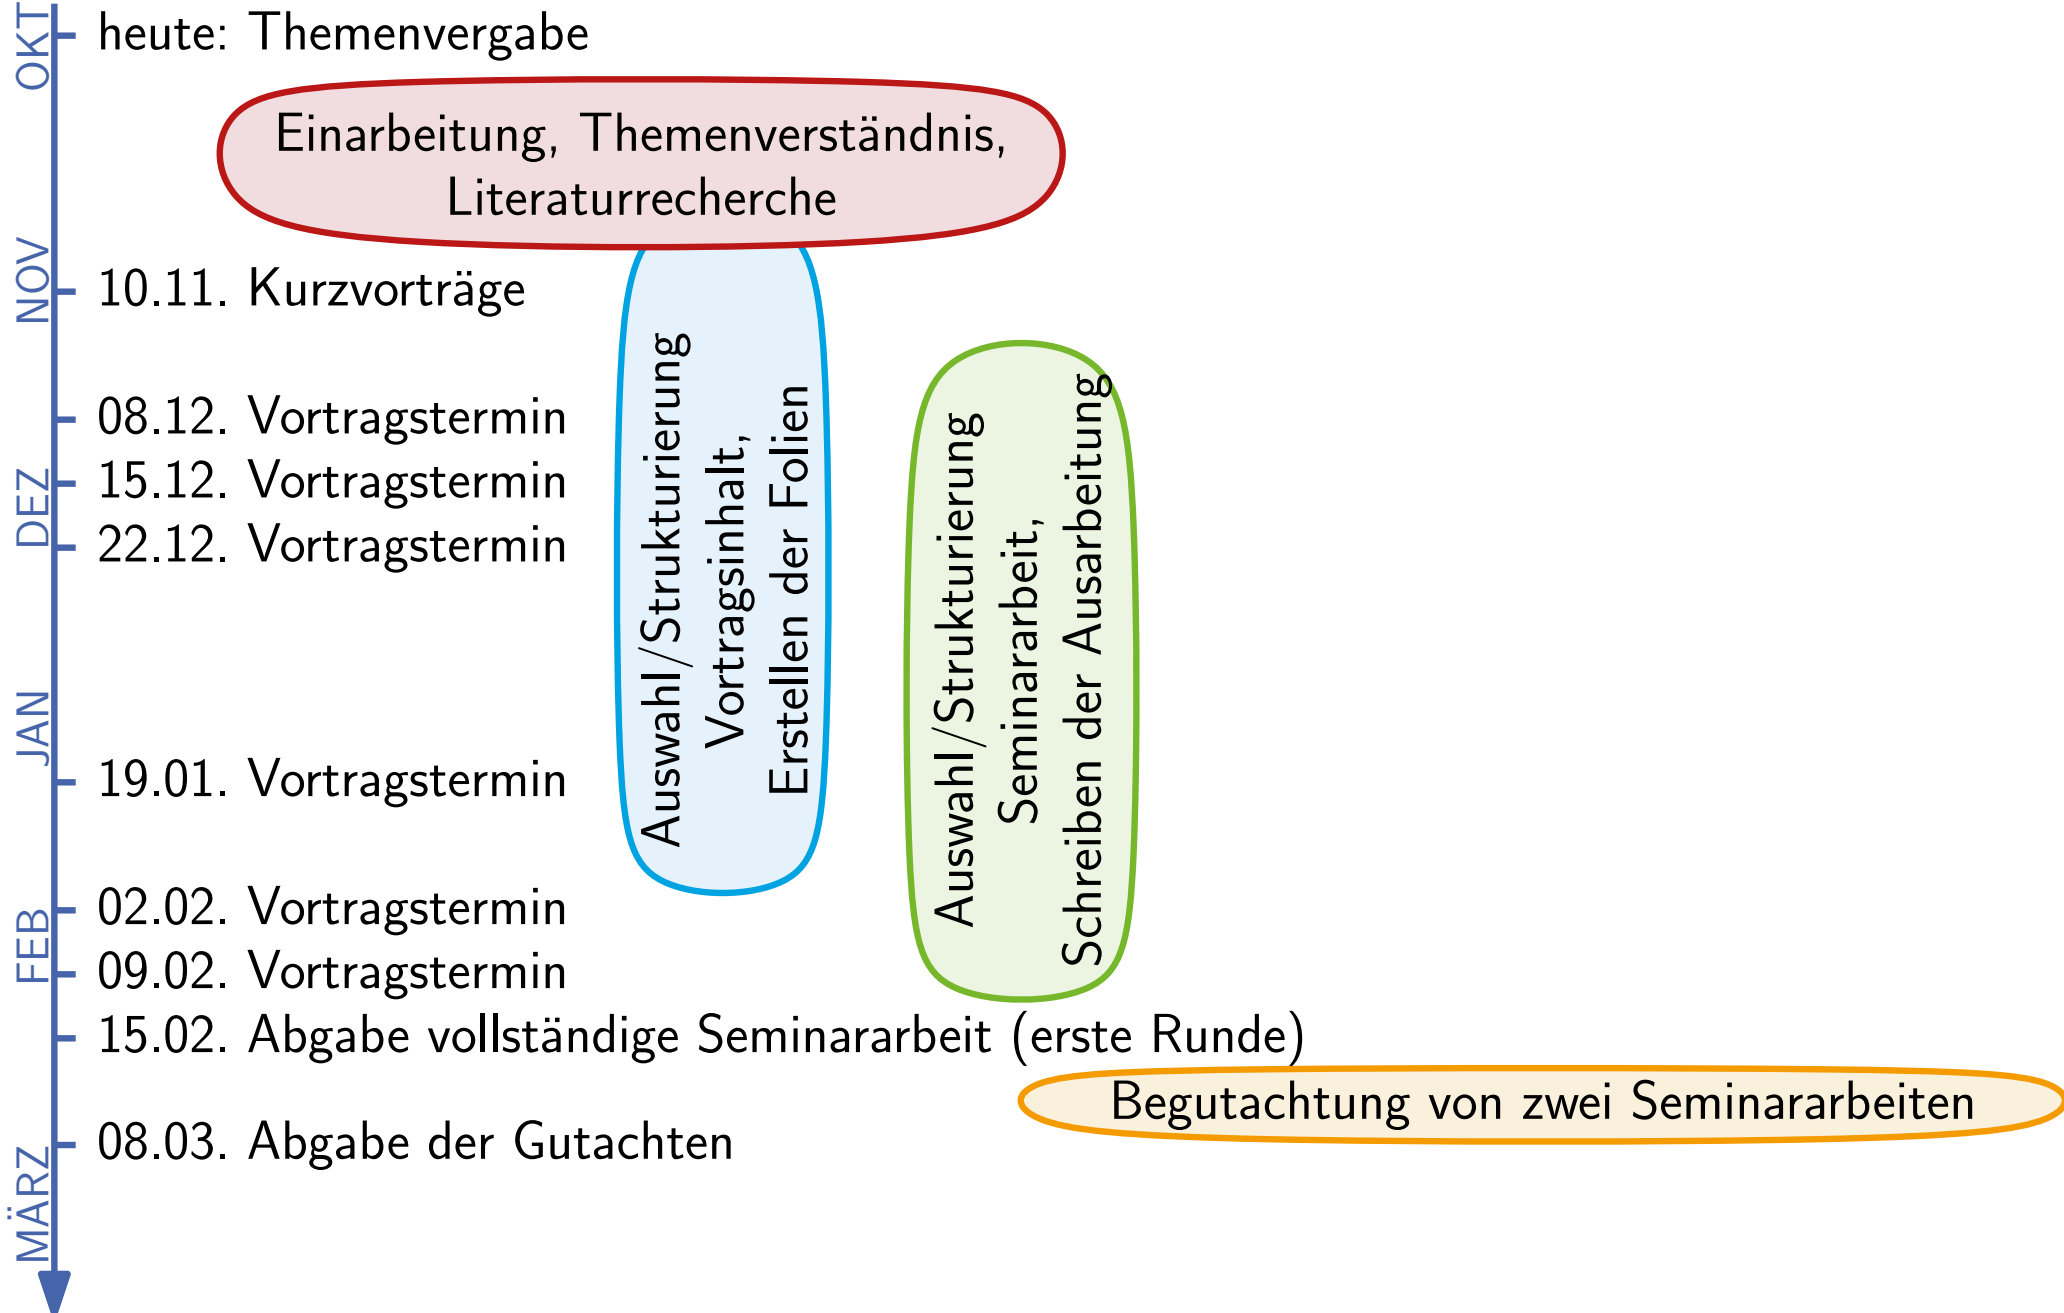 OKT
heute: Themenvergabe
Einarbeitung, Themenverständnis,
Literaturrecherche
NOV
10.11. Kurzvorträge
Auswahl/Strukturierung
Vortragsinhalt,
Erstellen der Folien
Auswahl/Strukturierung
Seminararbeit,
Schreiben der Ausarbeitung
08.12. Vortragstermin
DEZ
15.12. Vortragstermin
22.12. Vortragstermin
JAN
19.01. Vortragstermin
FEB
02.02. Vortragstermin
09.02. Vortragstermin
15.02. Abgabe vollständige Seminararbeit (erste Runde)
Begutachtung von zwei Seminararbeiten
08.03. Abgabe der Gutachten
MÄRZ